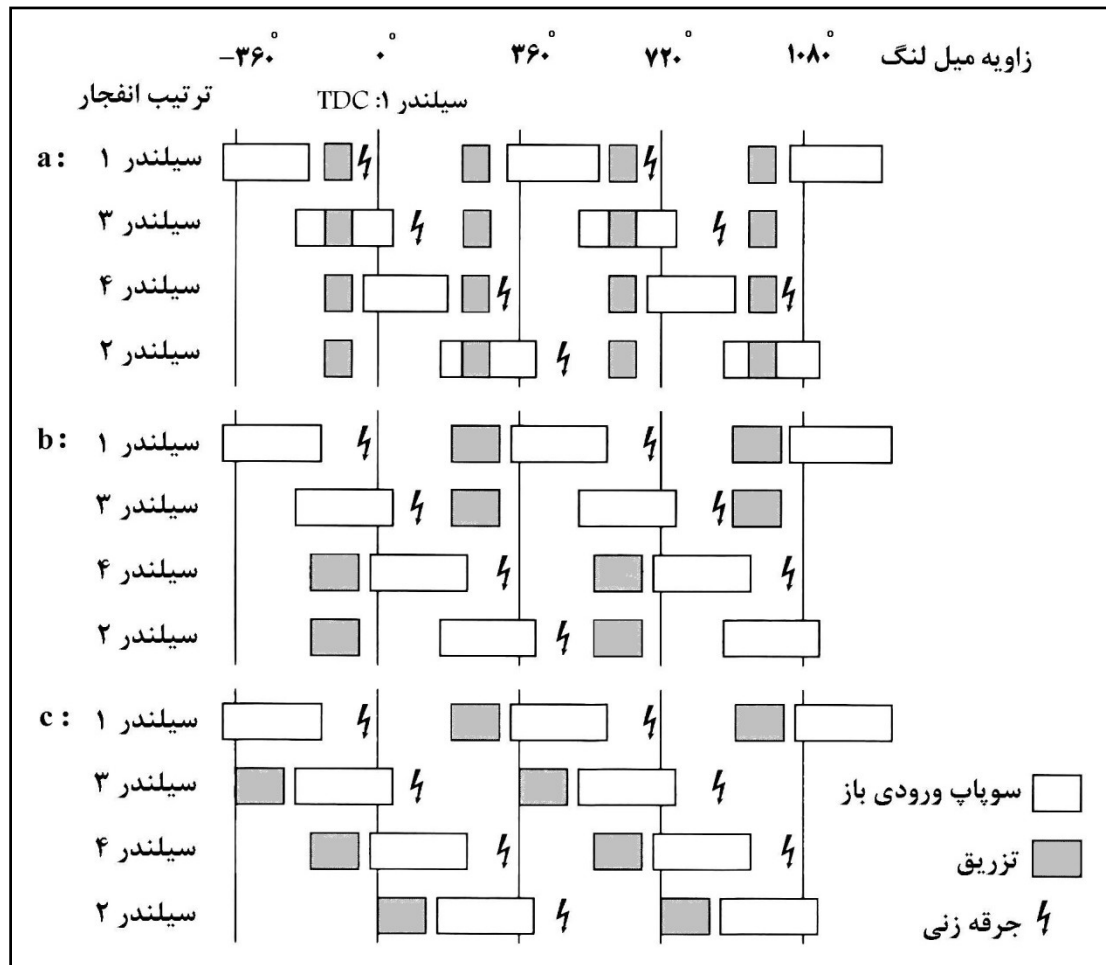 زاویه میل لنگ -۳۶۰° ۰° ۳۶۰° ۷۲۰° ۱۰۸۰°
ترتیب انفجار
سیلندر ۱: TDC
a: سیلندر ۱
سیلندر ۳
سیلندر ۴
سیلندر ۲
b: سیلندر ۱
سیلندر ۳
سیلندر ۴
سیلندر ۲
c: سیلندر ۱
سیلندر ۳
سیلندر ۴
سیلندر ۲
سوپاپ ورودی باز
تزریق
جرقه زنی